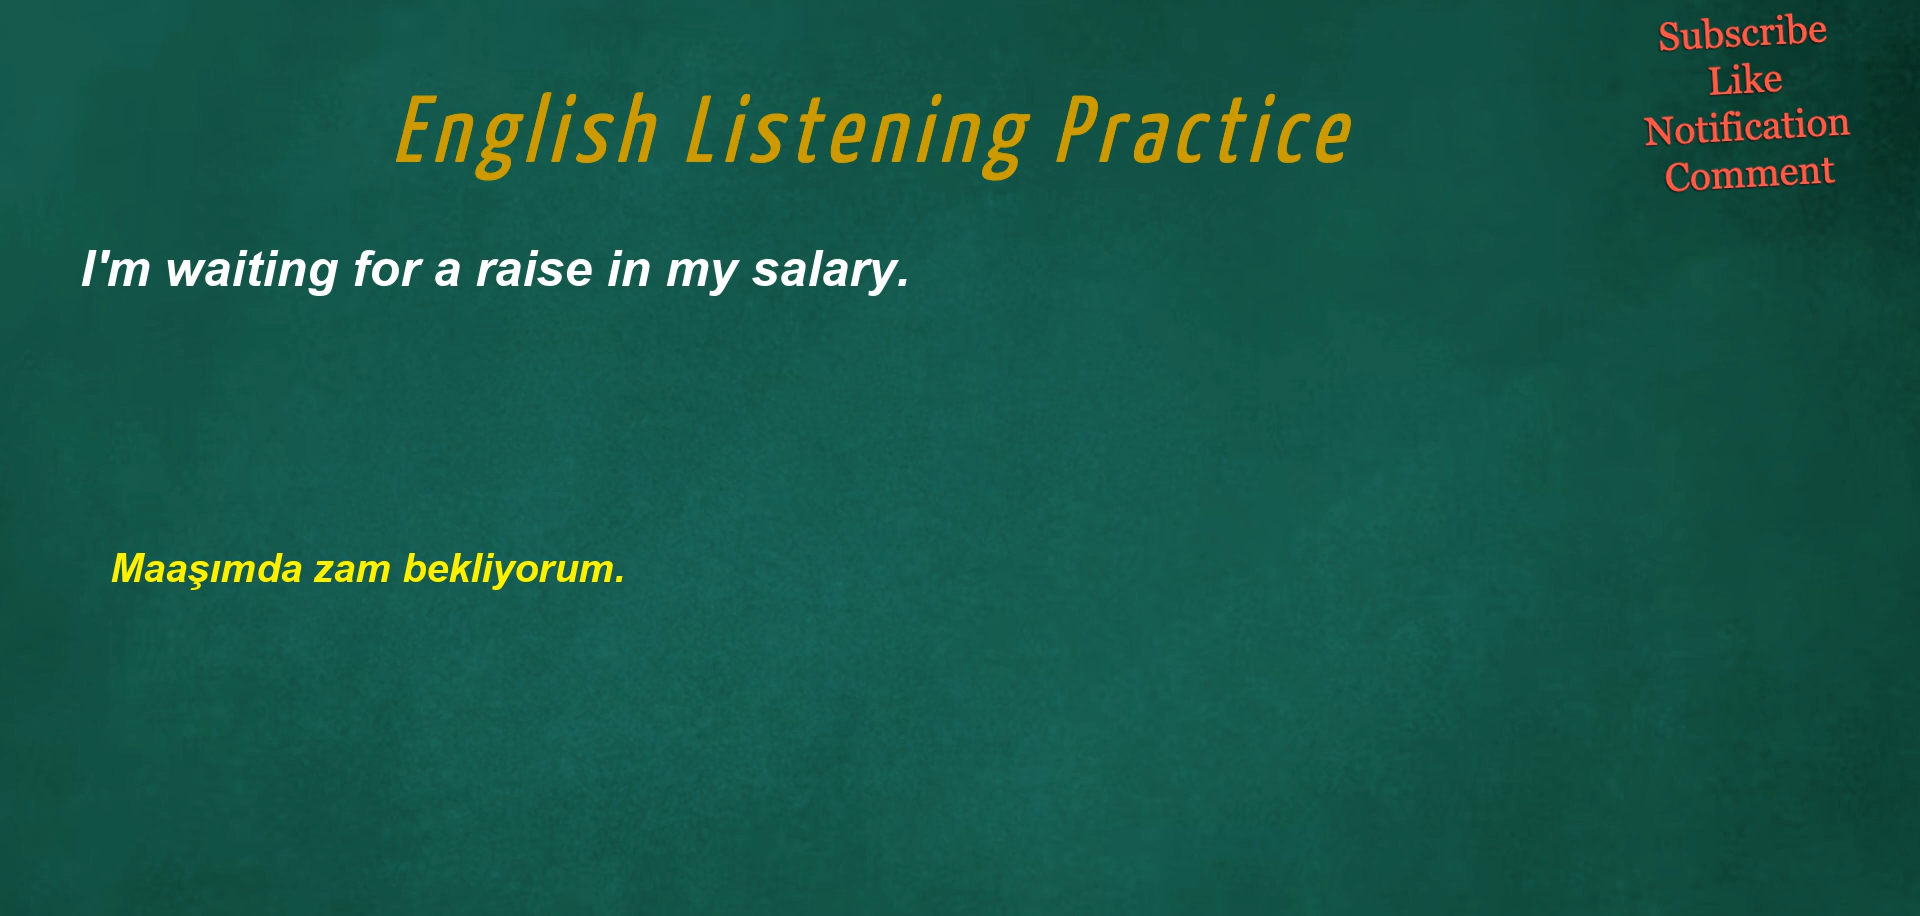 Subscribe
Like
Notification
Comment
English Listening Practice
I'm waiting for a raise in my salary.
Maaşımda zam bekliyorum.